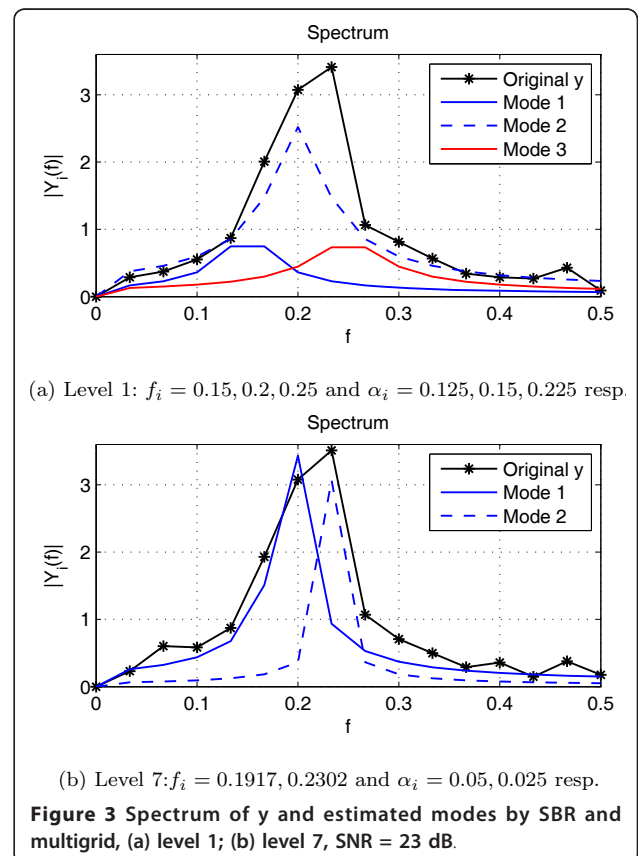 Spectrum
3
2
1
0
|Y_i(f)|
Original y
Mode 1
Mode 2
Mode 3
0 0.1 0.2 0.3 0.4 0.5
f
(a) Level 1: f_i = 0.15, 0.2, 0.25 and α_i = 0.125, 0.15, 0.225 resp.
Spectrum
3
2
1
0
|Y_i(f)|
Original y
Mode 1
Mode 2
0 0.1 0.2 0.3 0.4 0.5
f
(b) Level 7:f_i = 0.1917, 0.2302 and α_i = 0.05, 0.025 resp.
Figure 3 Spectrum of y and estimated modes by SBR and
multigrid, (a) level 1; (b) level 7, SNR = 23 dB.